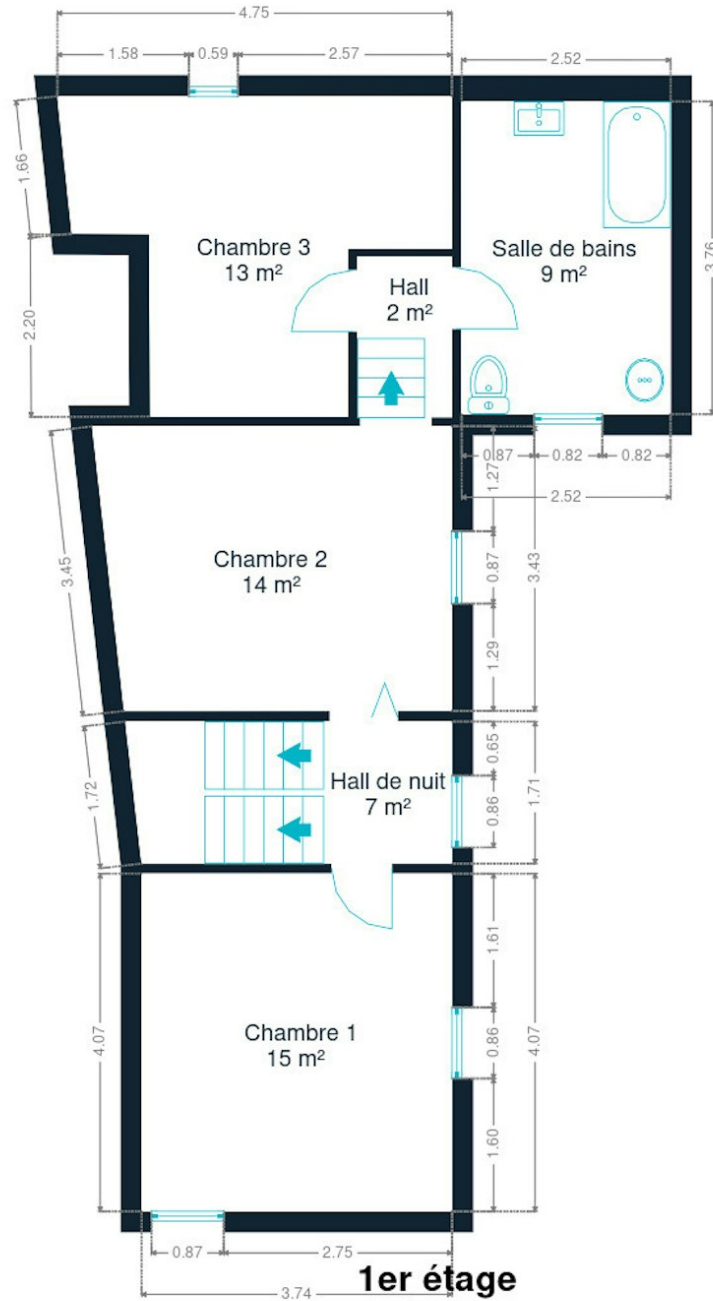 4.75
1.58
0.59
2.57
2.52
1.66
3.76
Chambre 3
13 m²
Salle de bains
9 m²
Hall
2 m²
2.20
0.87
0.82
0.82
2.52
1.27
3.45
Chambre 2
14 m²
0.87
3.43
1.29
0.65
1.72
Hall de nuit
7 m²
0.86
1.71
1.61
4.07
Chambre 1
15 m²
0.86
4.07
1.60
0.87
2.75
3.74
1er étage